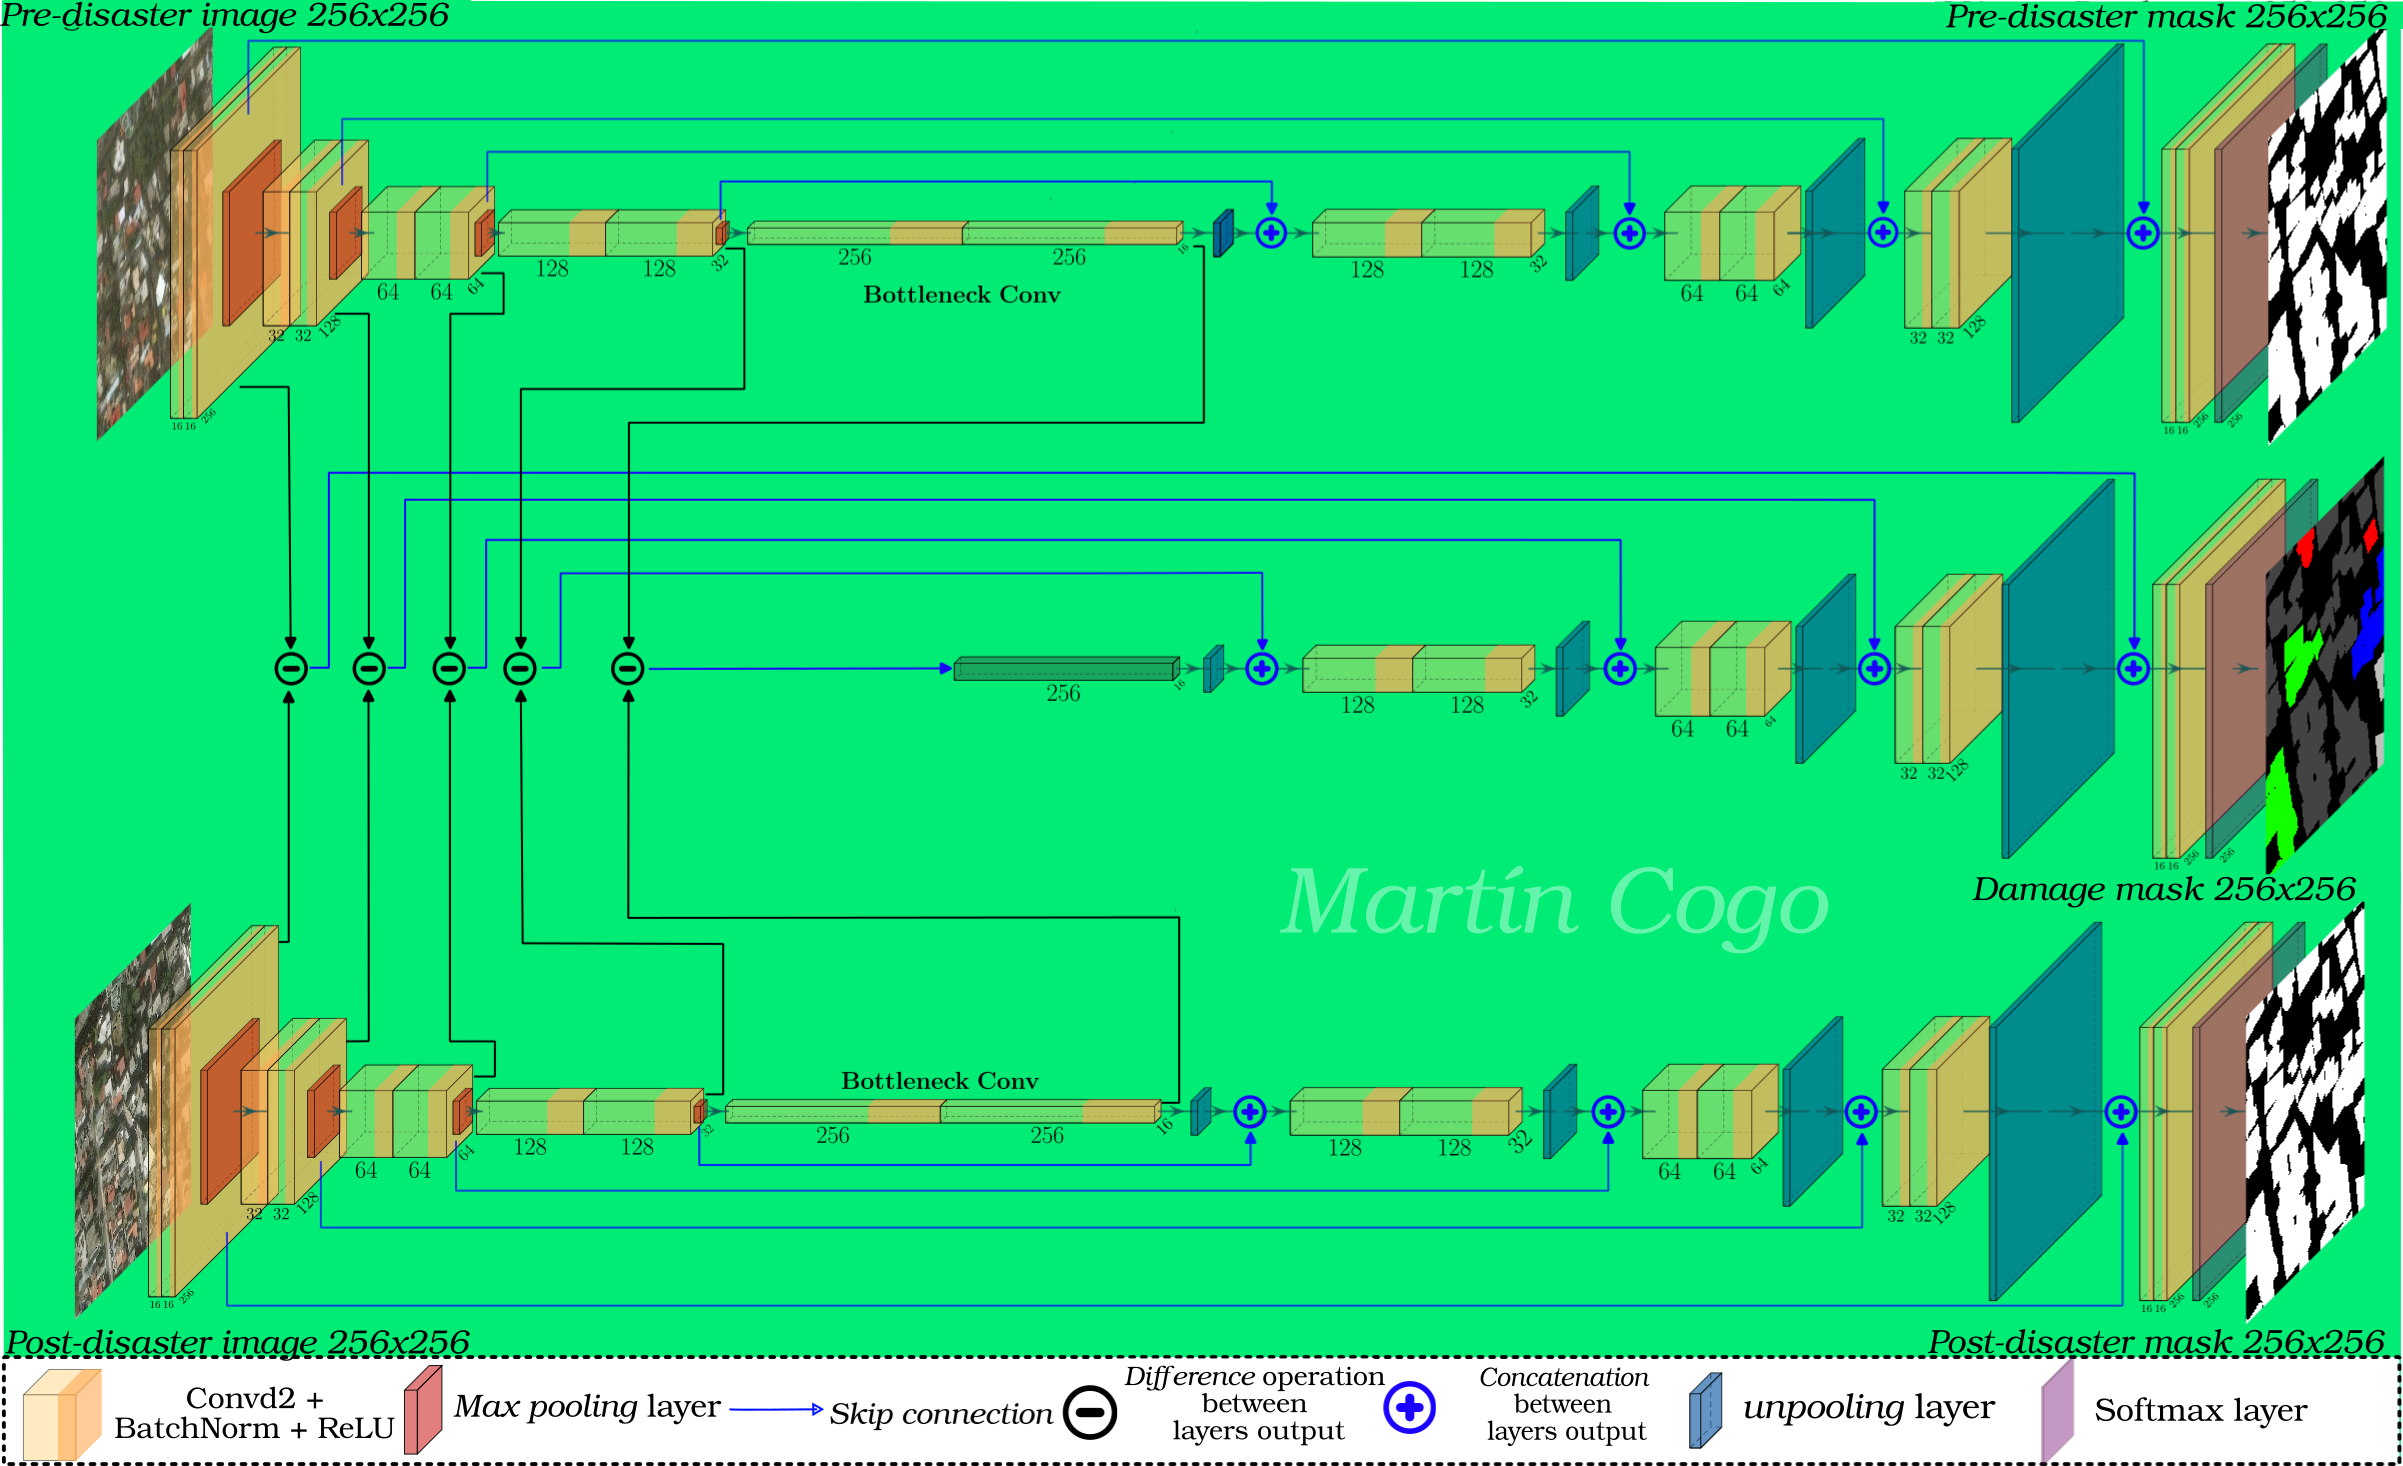 Pre-disaster image 256x256
Pre-disaster mask 256x256
16 16 256
32 32 128
64 64 64
128 128 32
256 256 16
Bottleneck Conv
128 128 32
64 64 64
32 32 128
16 16 256
256
256 16
128 128 32
64 64 64
32 32 128
16 16 256
256
Martín Cogo
Damage mask 256x256
16 16 256
32 32 128
64 64 64
128 128 32
Bottleneck Conv
256 256 16
128 128 32
64 64 64
32 32 128
16 16 256
256
Post-disaster image 256x256
Post-disaster mask 256x256
Convd2 +
BatchNorm + ReLU
Max pooling layer
Skip connection
Difference operation
between
layers output
Concatenation
between
layers output
unpooling layer
Softmax layer